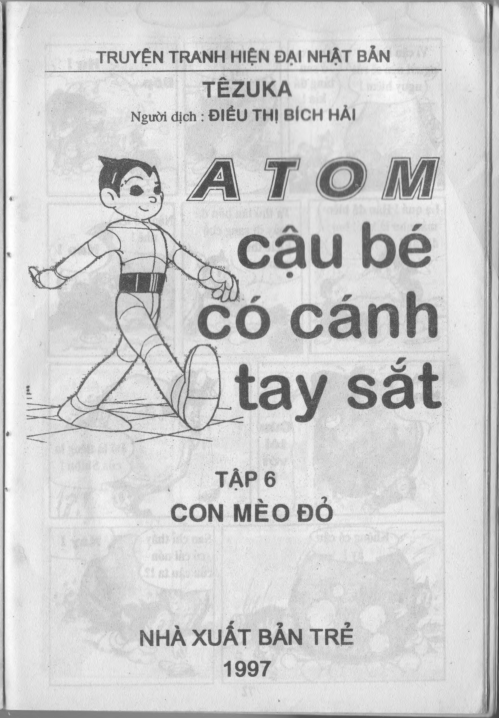 TRUYỆN TRANH HIỆN ĐẠI NHẬT BẢN
TÊZUKA
Người dịch : ĐIỀU THỊ BÍCH HẢI
ATOM
cậu bé
có cánh
tay sắt
TẬP 6
CON MÈO ĐỎ
NHÀ XUẤT BẢN TRẺ
1997